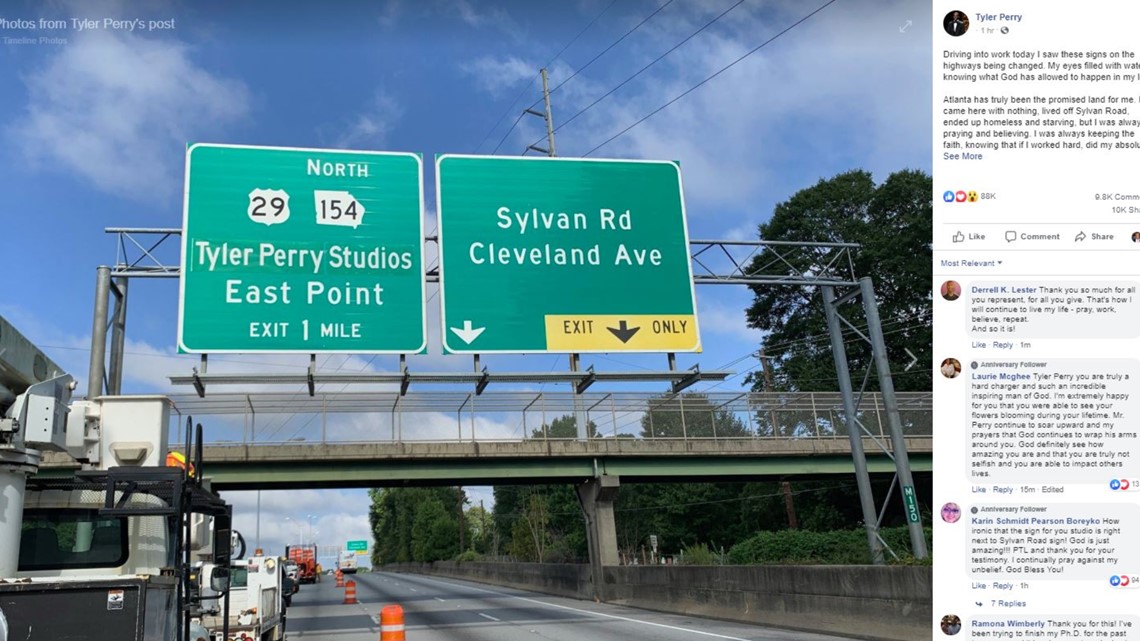 hotos from Tyler Perry's post
Timeline Photos
NORTH
29 154
Tyler Perry Studios
East Point
EXIT 1 MILE
Sylvan Rd
Cleveland Ave
EXIT ONLY
M150
Tyler Perry
1 hr ·
Driving into work today I saw these signs on the
highways being changed. My eyes filled with wat
knowing what God has allowed to happen in my
Atlanta has truly been the promised land for me.
came here with nothing, lived off Sylvan Road,
ended up homeless and starving, but I was alway
praying and believing. I was always keeping the
faith, knowing that if I worked hard, did my absolu
See More
88K
9.8K Comm
10K Sh
Like Comment Share
Most Relevant
Derrell K. Lester Thank you so much for all
you represent, for all you give. That's how I
will continue to live my life - pray, work,
believe, repeat.
And so it is!
Like · Reply · 1m
Anniversary Follower
Laurie Mcghee Tyler Perry you are truly a
hard charger and such an incredible
inspiring man of God. I'm extremely happy
for you that you were able to see your
flowers blooming during your lifetime. Mr.
Perry continue to soar upward and my
prayers that God continues to wrap his arms
around you. God definitely see how
amazing you are and that you are truly not
selfish and you are able to impact others
lives.
Like · Reply · 15m · Edited
13
Anniversary Follower
Karin Schmidt Pearson Boreyko How
ironic that the sign for you studio is right
next to Sylvan Road sign! God is just
amazing!!! PTL and thank you for your
testimony. I continually pray against my
unbelief. God Bless You!
Like · Reply · 1h
94
7 Replies
Ramona Wimberly Thank you for this! I've
been trying to finish my Ph.D. for the past